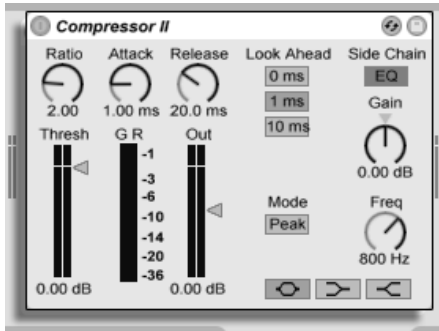 Compressor II
Ratio Attack Release Look Ahead Side Chain
0 ms EQ
2.00 1.00 ms 20.0 ms 1 ms Gain
Thresh G R Out 10 ms
-1
0.00 dB
-3
-6
Mode Freq
-10
Peak
-14
-20
800 Hz
-36
0.00 dB 0.00 dB